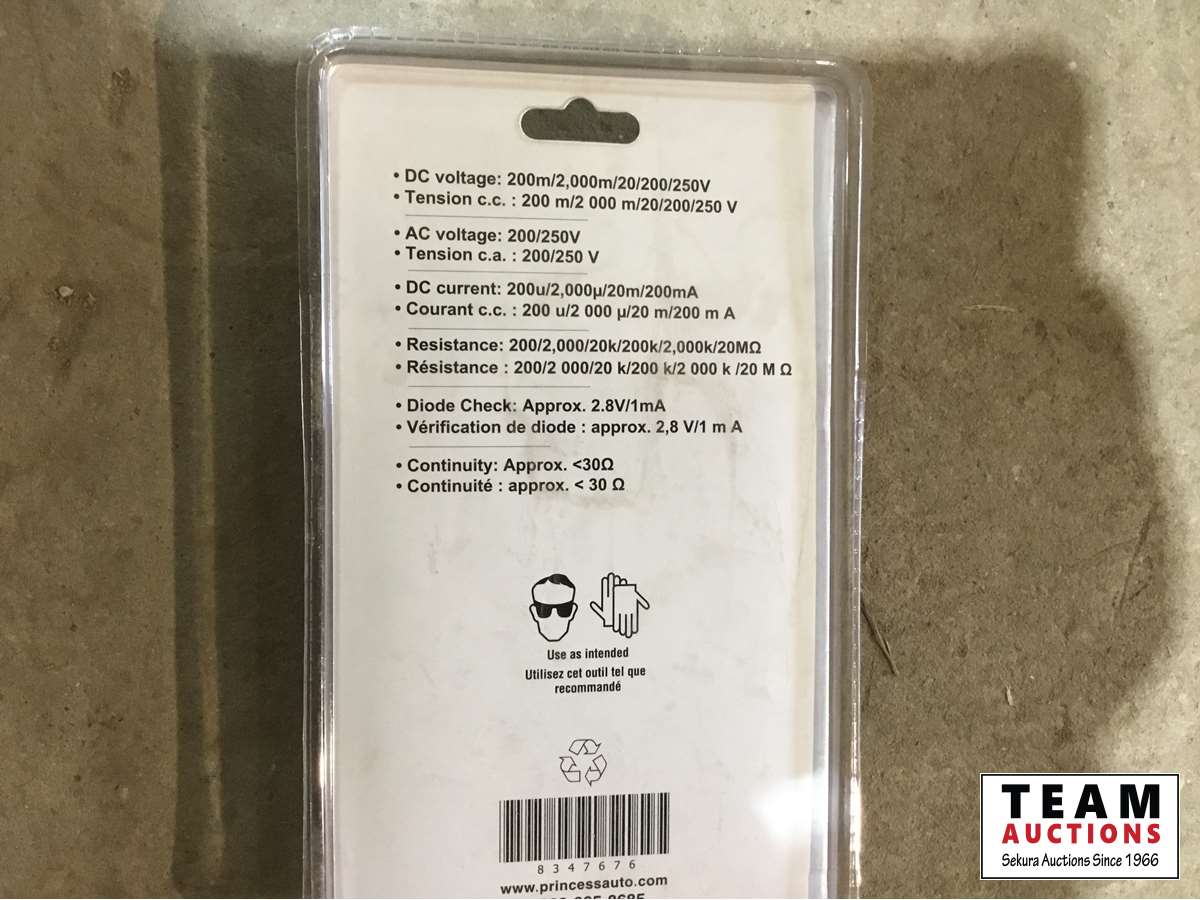 • DC voltage: 200m/2,000m/20/200/250V
• Tension c.c. : 200 m/2 000 m/20/200/250 V
• AC voltage: 200/250V
• Tension c.a. : 200/250 V
• DC current: 200u/2,000µ/20m/200mA
• Courant c.c. : 200 u/2 000 µ/20 m/200 m A
• Resistance: 200/2,000/20k/200k/2,000k/20MΩ
• Résistance : 200/2 000/20 k/200 k/2 000 k /20 M Ω
• Diode Check: Approx. 2.8V/1mA
• Vérification de diode : approx. 2,8 V/1 m A
• Continuity: Approx. <30Ω
• Continuité : approx. < 30 Ω
Use as intended
Utilisez cet outil tel que
recommandé
8347676
www.princessauto.com
TEAM
AUCTIONS
Sekura Auctions Since 1966